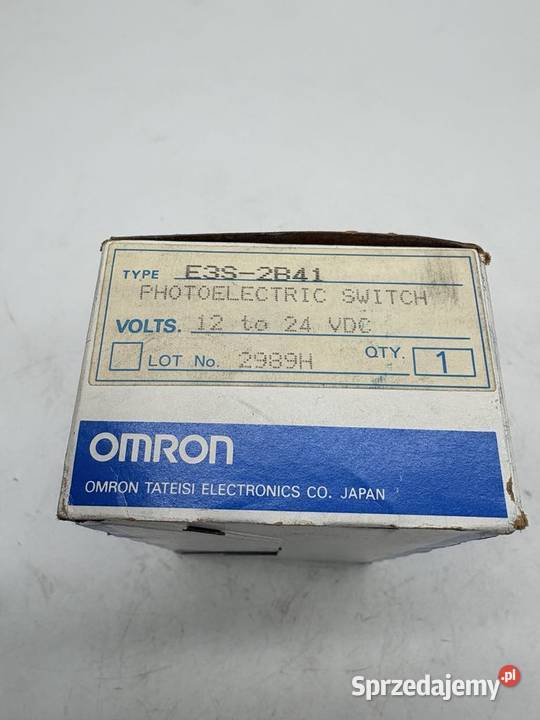 TYPE E3S-2B41
PHOTOELECTRIC SWITCH
VOLTS. 12 to 24 VDC
LOT No. 2989H QTY. 1
OMRON
OMRON TATEISI ELECTRONICS CO. JAPAN
Sprzedajemy.pl